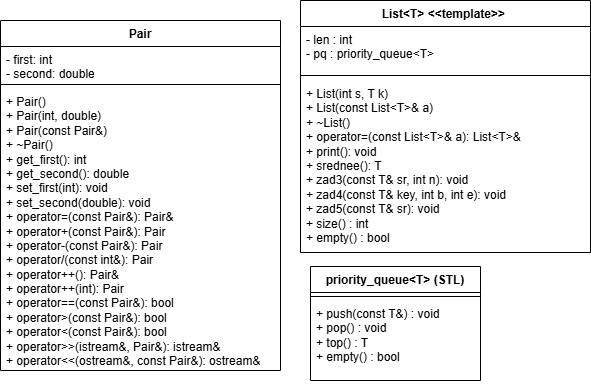 Pair
- first: int
- second: double
+ Pair()
+ Pair(int, double)
+ Pair(const Pair&)
+ ~Pair()
+ get_first(): int
+ get_second(): double
+ set_first(int): void
+ set_second(double): void
+ operator=(const Pair&): Pair&
+ operator+(const Pair&): Pair
+ operator-(const Pair&): Pair
+ operator/(const int&): Pair
+ operator++(): Pair&
+ operator++(int): Pair
+ operator==(const Pair&): bool
+ operator>(const Pair&): bool
+ operator<(const Pair&): bool
+ operator>>(istream&, Pair&): istream&
+ operator<<(ostream&, const Pair&): ostream&
List<T> <<template>>
- len : int
- pq : priority_queue<T>
+ List(int s, T k)
+ List(const List<T>& a)
+ ~List()
+ operator=(const List<T>& a): List<T>&
+ print(): void
+ srednee(): T
+ zad3(const T& sr, int n): void
+ zad4(const T& key, int b, int e): void
+ zad5(const T& sr): void
+ size() : int
+ empty() : bool
priority_queue<T> (STL)
+ push(const T&) : void
+ pop() : void
+ top() : T
+ empty() : bool